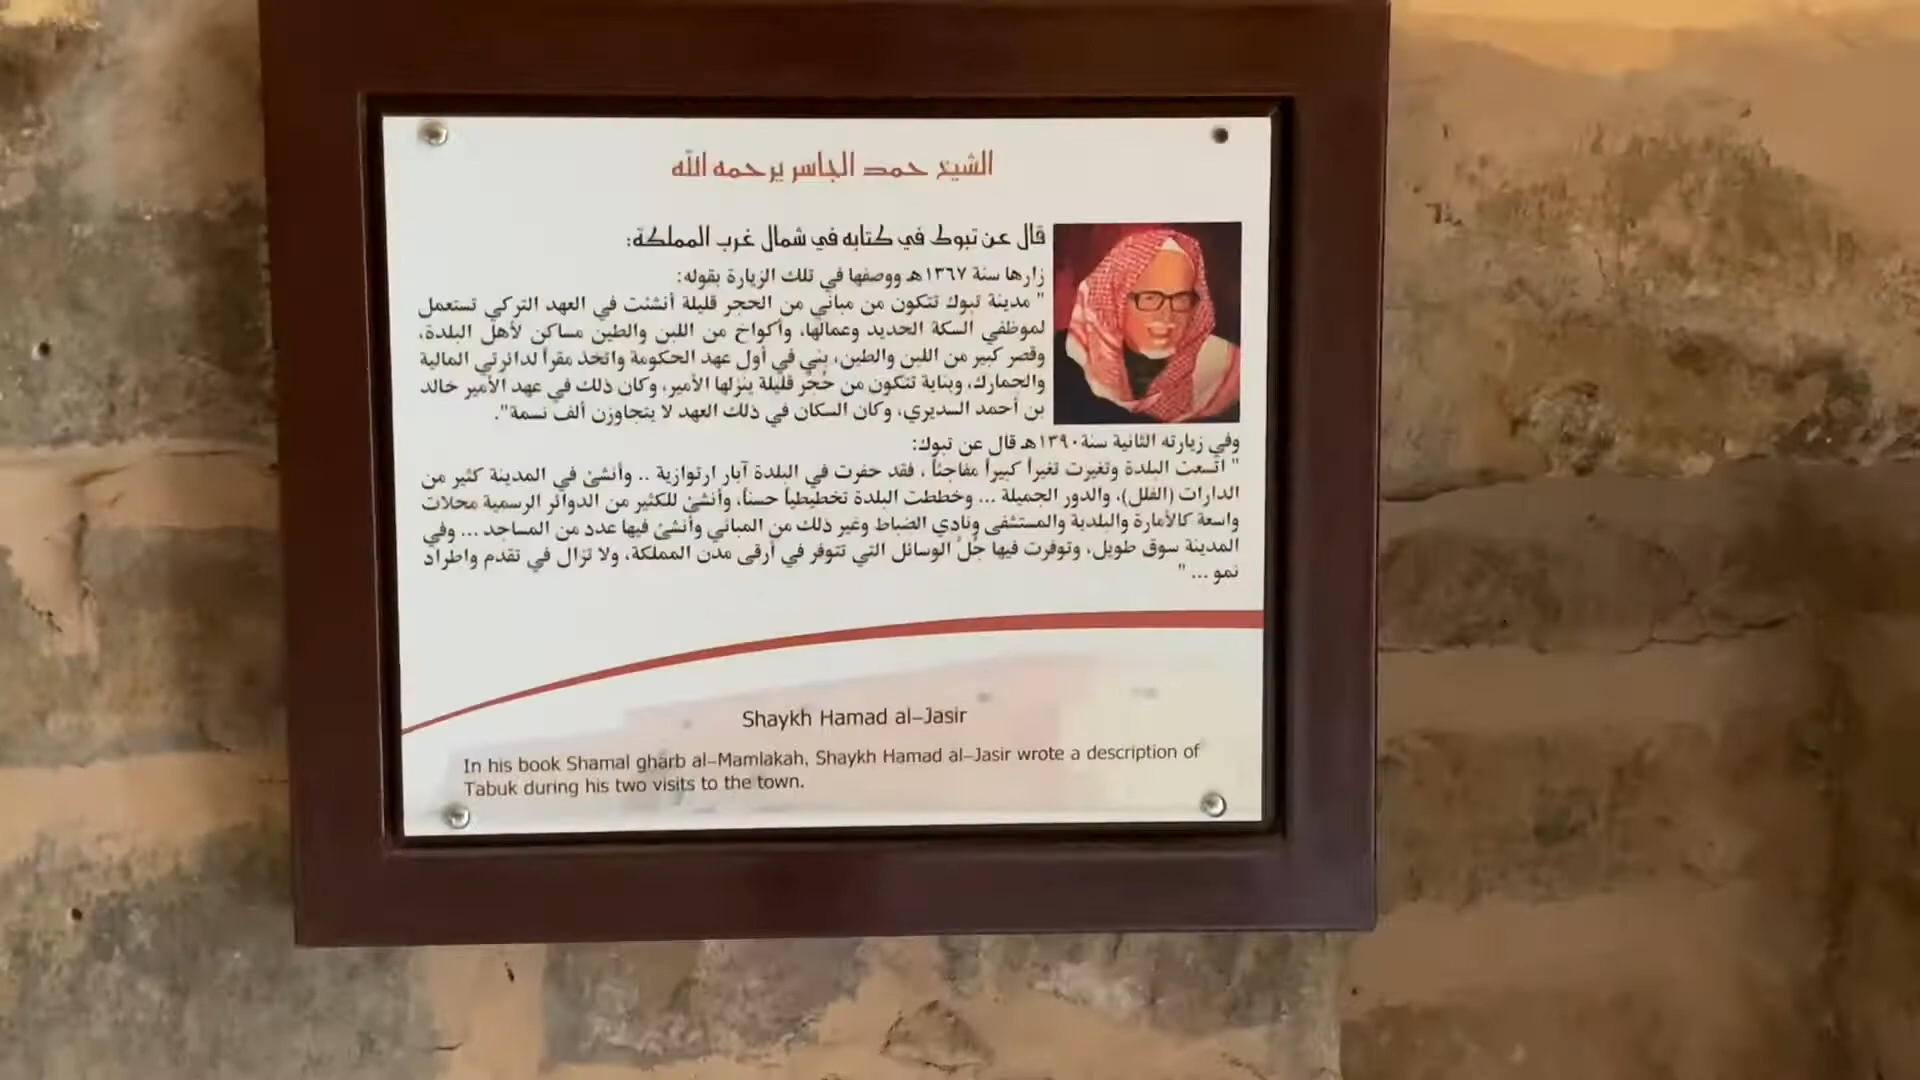 الشيخ حمد الجاسر يرحمه الله
قال عن تبوك في كتابه في شمال غرب المملكة:
زارها سنة ١٣٦٧هـ ووصفها في تلك الزيارة بقوله:
" مدينة تبوك تتكون من مباني من الحجر قليلة أنشئت في العهد التركي تستعمل
لموظفي السكة الحديد وعمالها، وأكواخ من اللبن والطين مساكن لأهل البلدة،
وقصر كبير من اللبن والطين، بني في أول عهد الحكومة واتخذ مقراً لدائرتي المالية
والجمارك، وبناية تتكون من حُجَر قليلة ينزلها الأمير، وكان ذلك في عهد الأمير خالد
بن أحمد السديري، وكان السكان في ذلك العهد لا يتجاوزن ألف نسمة".
وفي زيارته الثانية سنة ١٣٩٠هـ قال عن تبوك:
" اتسعت البلدة وتغيرت تغيراً كبيراً مفاجئاً ، فقد حفرت في البلدة آبار ارتوازية .. وأنشئ في المدينة كثير من
الدارات (الفلل)، والدور الجميلة ... وخططت البلدة تخطيطياً حسناً، وأنشئ للكثير من الدوائر الرسمية محلات
واسعة كالأمارة والبلدية والمستشفى ونادي الضباط وغير ذلك من المباني وأنشئ فيها عدد من المساجد ... وفي
المدينة سوق طويل، وتوفرت فيها جُلّ الوسائل التي تتوفر في أرقى مدن المملكة، ولا تزال في تقدم واطراد
نمو ... "
Shaykh Hamad al-Jasir
In his book Shamal gharb al-Mamlakah, Shaykh Hamad al-Jasir wrote a description of
Tabuk during his two visits to the town.